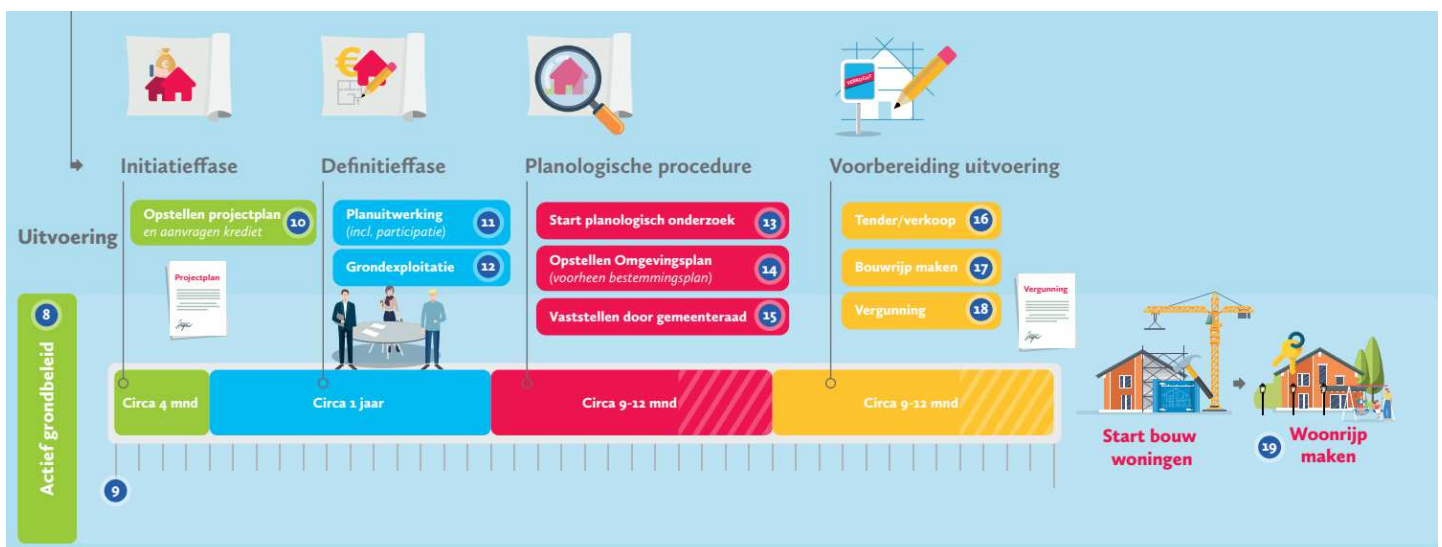 Initiatieffase
Definitieffase
Planologische procedure
Voorbereiding uitvoering
VERKOCHT
Uitvoering
Opstellen projectplan
en aanvragen krediet
10
Planuitwerking
(incl. participatie)
11
Grondexploitatie
12
Start planologisch onderzoek
13
Opstellen Omgevingsplan
(voorheen bestemmingsplan)
14
Vaststellen door gemeenteraad
15
Tender/verkoop
16
Bouwrijp maken
17
Vergunning
18
Projectplan
Vergunning
8
Actief grondbeleid
Circa 4 mnd
Circa 1 jaar
Circa 9-12 mnd
Circa 9-12 mnd
9
Start bouw
woningen
19
Woonrijp
maken